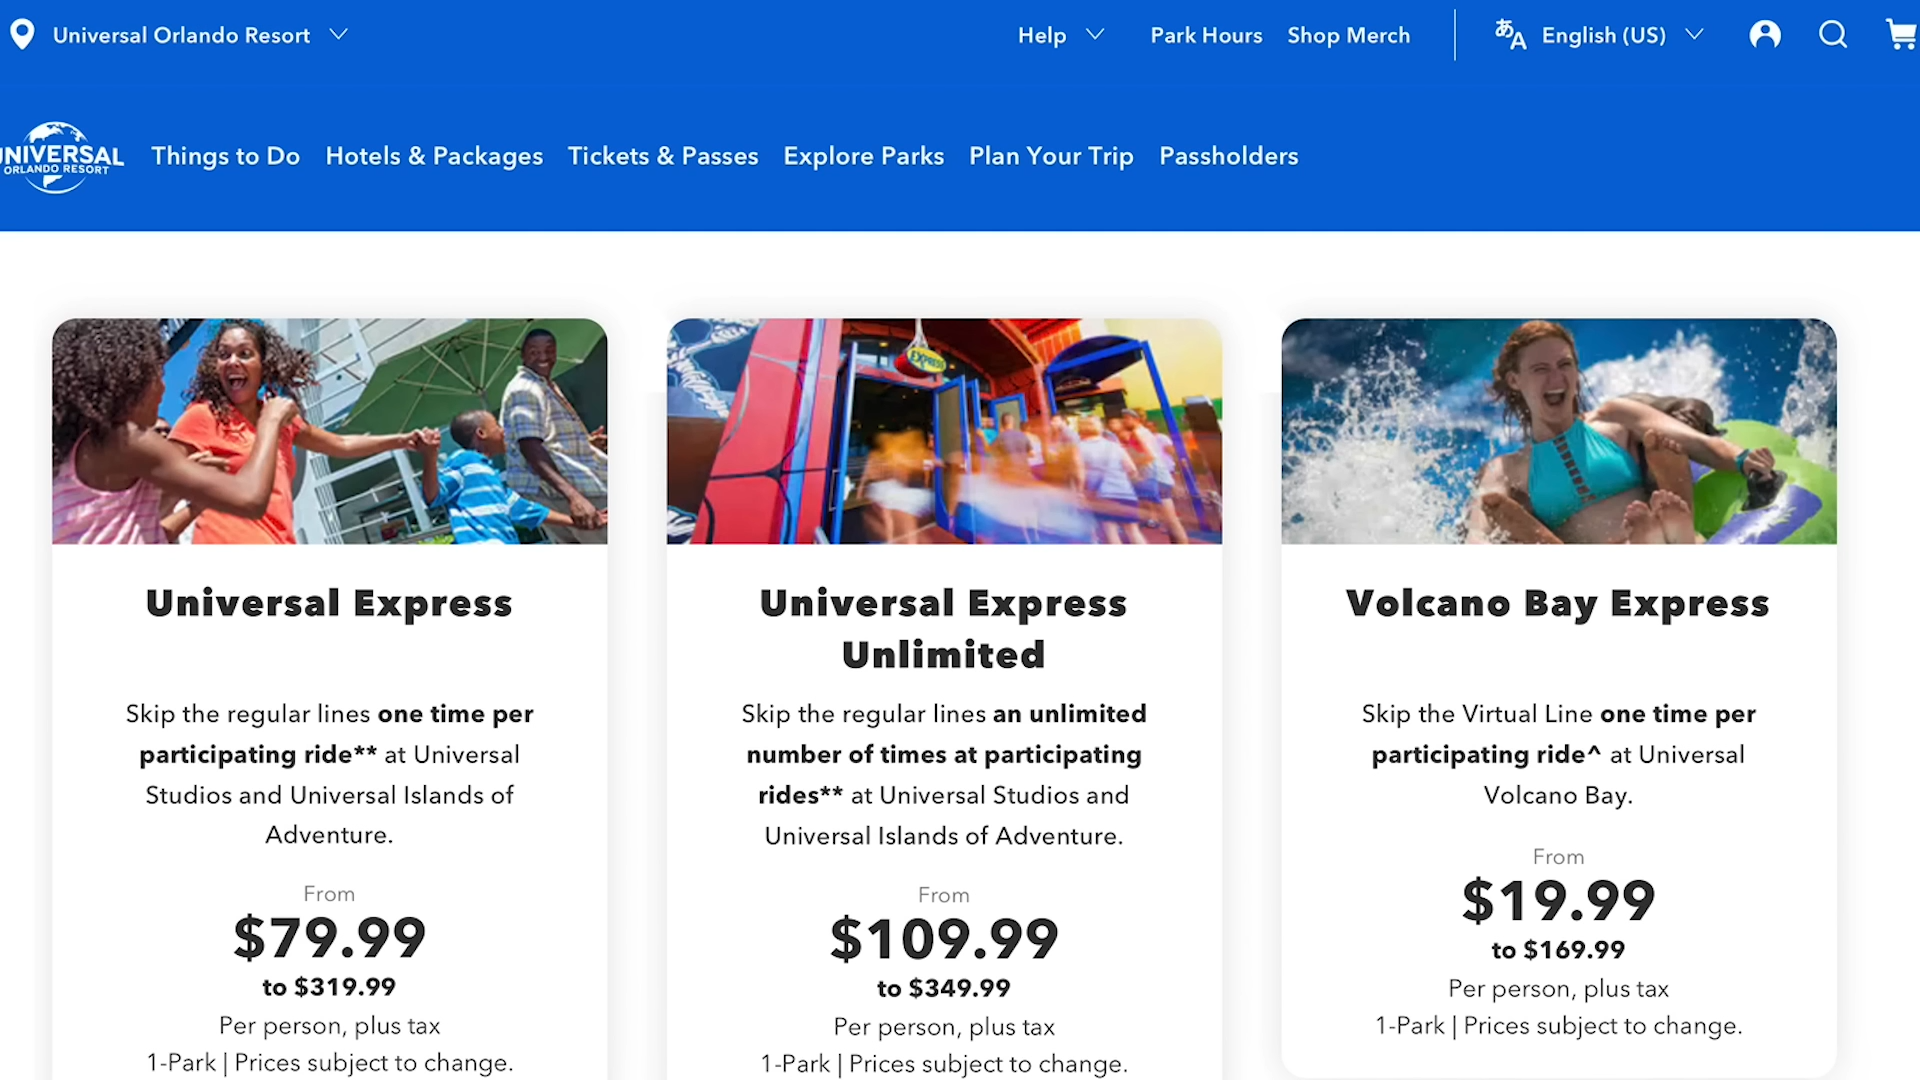 Universal Orlando Resort
Help
Park Hours
Shop Merch
あA
English (US)
UNIVERSAL
ORLANDO RESORT
Things to Do
Hotels & Packages
Tickets & Passes
Explore Parks
Plan Your Trip
Passholders
EXPRESS
Universal Express
Skip the regular lines one time per
participating ride** at Universal
Studios and Universal Islands of
Adventure.
From
$79.99
to $319.99
Per person, plus tax
1-Park | Prices subject to change.
Universal Express
Unlimited
Skip the regular lines an unlimited
number of times at participating
rides** at Universal Studios and
Universal Islands of Adventure.
From
$109.99
to $349.99
Per person, plus tax
1-Park | Prices subject to change.
Volcano Bay Express
Skip the Virtual Line one time per
participating ride^ at Universal
Volcano Bay.
From
$19.99
to $169.99
Per person, plus tax
1-Park | Prices subject to change.